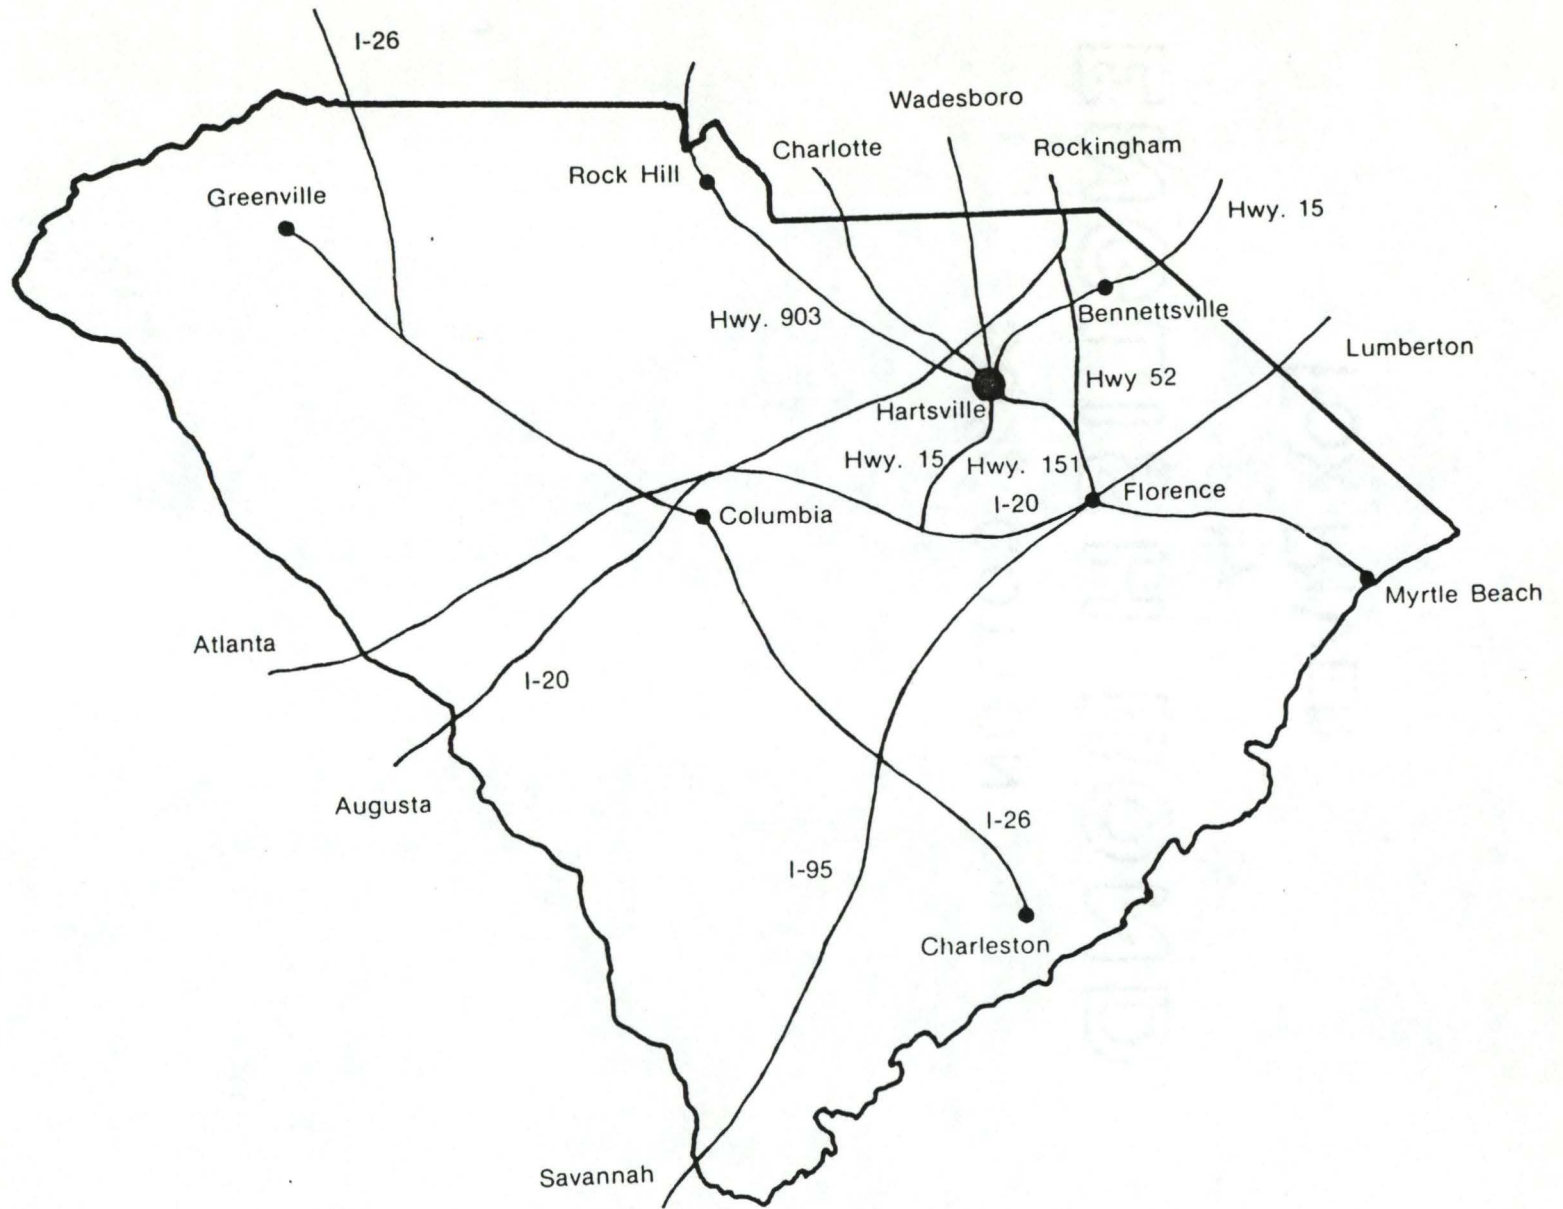 I-26
Wadesboro
Charlotte
Rockingham
Rock Hill
Greenville
Hwy. 15
Hwy. 903
Bennettsville
Lumberton
Hwy 52
Hartsville
Hwy. 15
Hwy. 151
I-20
Florence
Columbia
Myrtle Beach
Atlanta
I-20
Augusta
I-26
I-95
Charleston
Savannah